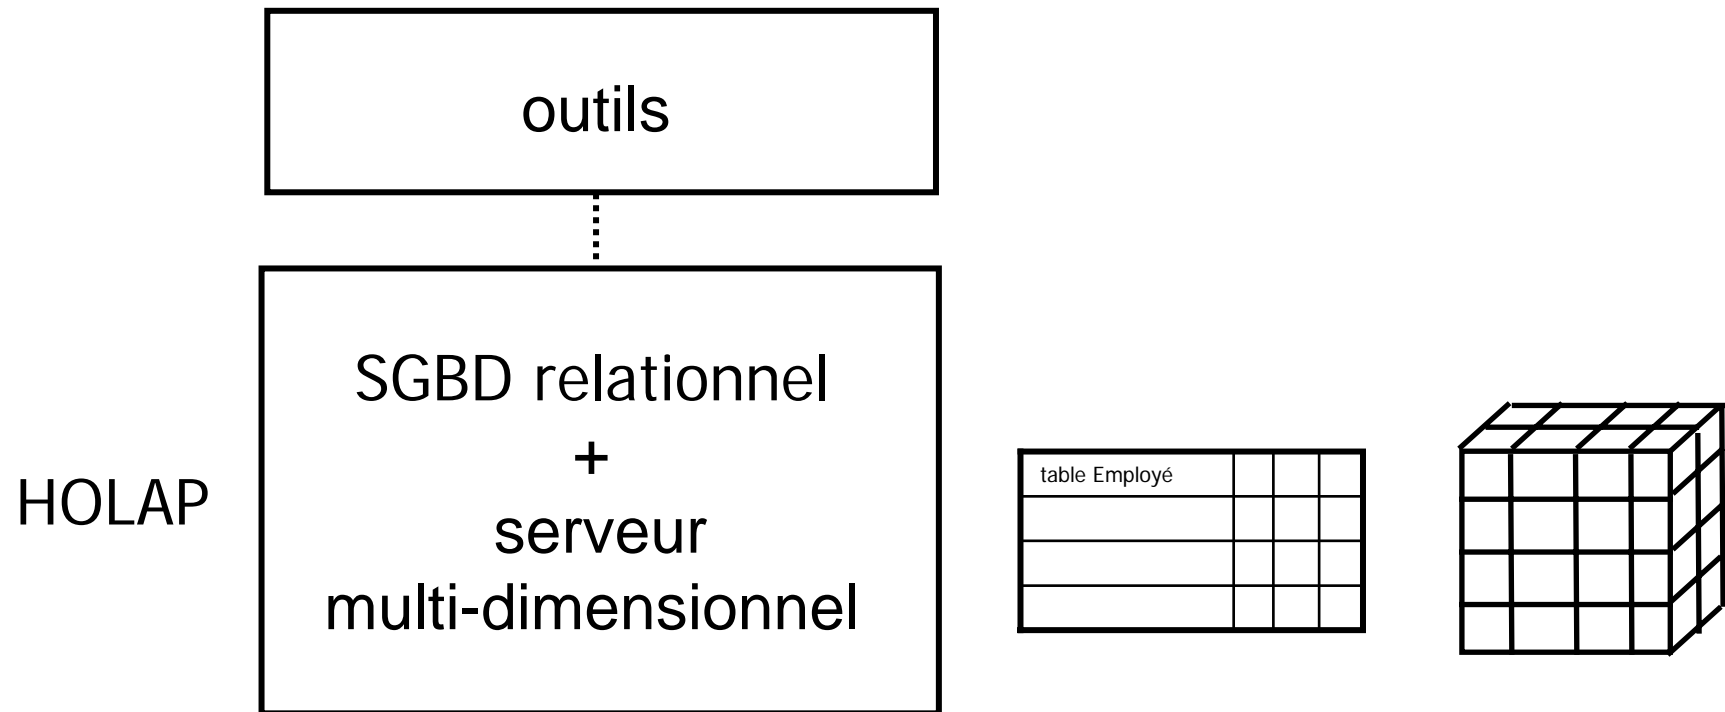 outils
SGBD relationnel
+
serveur
multi-dimensionnel
HOLAP
table Employé